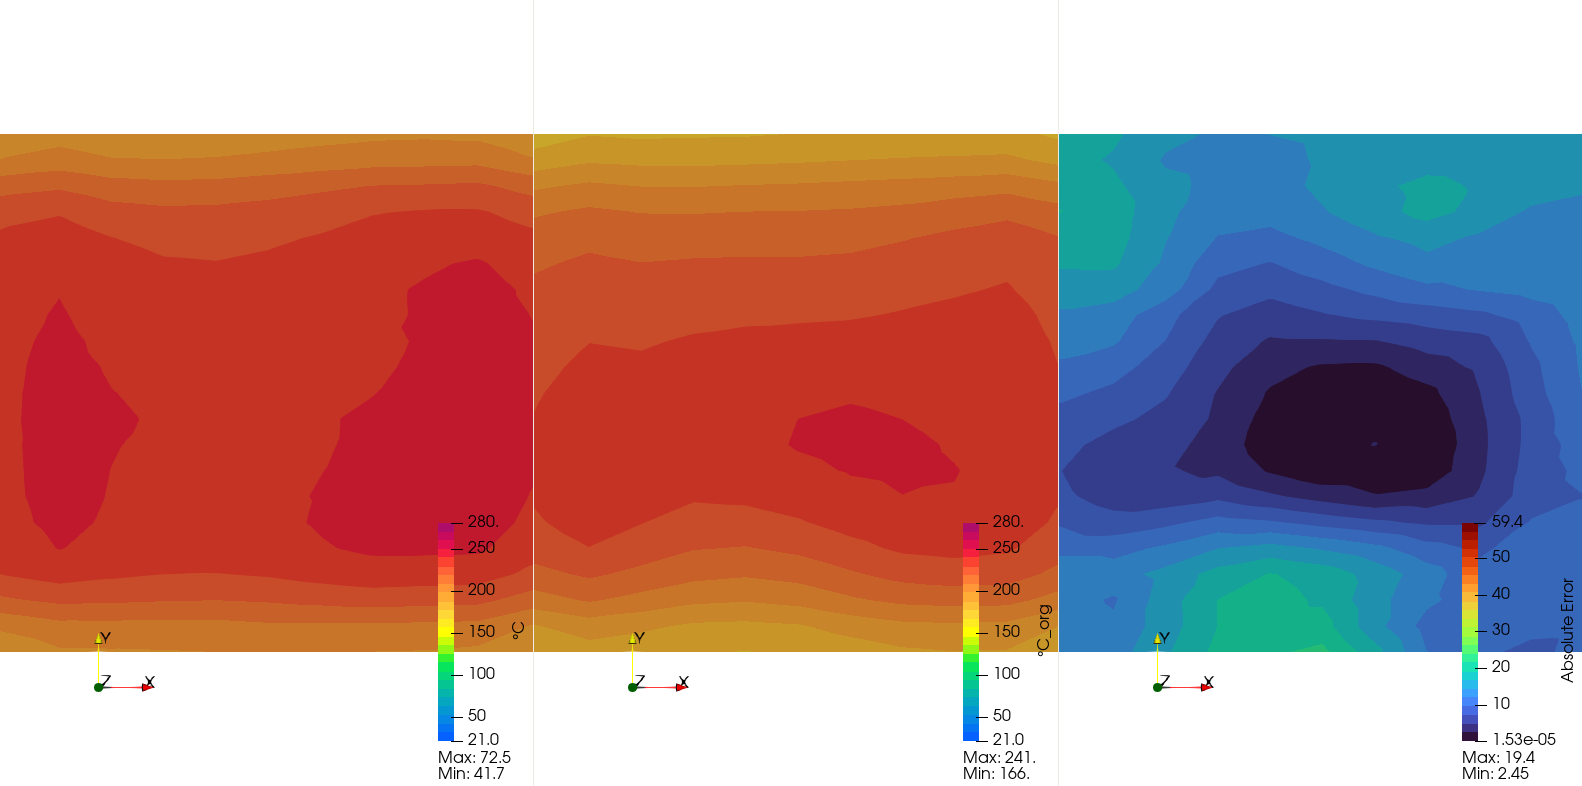 280.
250
200
150
100
50
21.0
°C
Max: 72.5
Min: 41.7
Y
Z
X
280.
250
200
150
100
50
21.0
°C_org
Max: 241.
Min: 166.
Y
Z
X
59.4
50
40
30
20
10
1.53e-05
Absolute Error
Max: 19.4
Min: 2.45
Y
Z
X